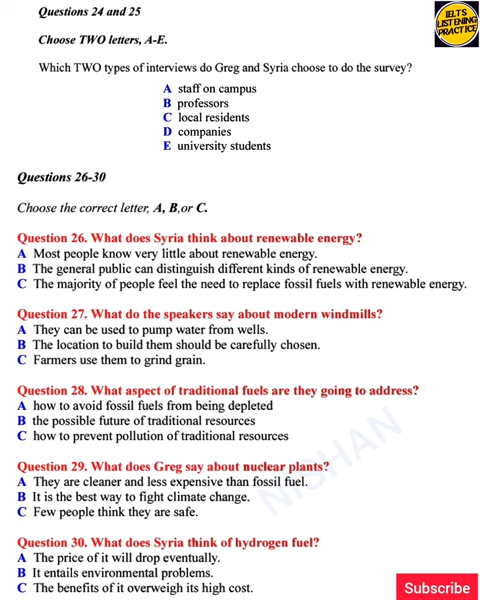 Questions 24 and 25
IELTS
LISTENING
PRACTICE
Choose TWO letters, A-E.
Which TWO types of interviews do Greg and Syria choose to do the survey?
A staff on campus
B professors
C local residents
D companies
E university students
Questions 26-30
Choose the correct letter, A, B,or C.
Question 26. What does Syria think about renewable energy?
A Most people know very little about renewable energy.
B The general public can distinguish different kinds of renewable energy.
C The majority of people feel the need to replace fossil fuels with renewable energy.
Question 27. What do the speakers say about modern windmills?
A They can be used to pump water from wells.
B The location to build them should be carefully chosen.
C Farmers use them to grind grain.
Question 28. What aspect of traditional fuels are they going to address?
A how to avoid fossil fuels from being depleted
B the possible future of traditional resources
C how to prevent pollution of traditional resources
NISHAN
Question 29. What does Greg say about nuclear plants?
A They are cleaner and less expensive than fossil fuel.
B It is the best way to fight climate change.
C Few people think they are safe.
Question 30. What does Syria think of hydrogen fuel?
A The price of it will drop eventually.
B It entails environmental problems.
C The benefits of it overweigh its high cost.
Subscribe